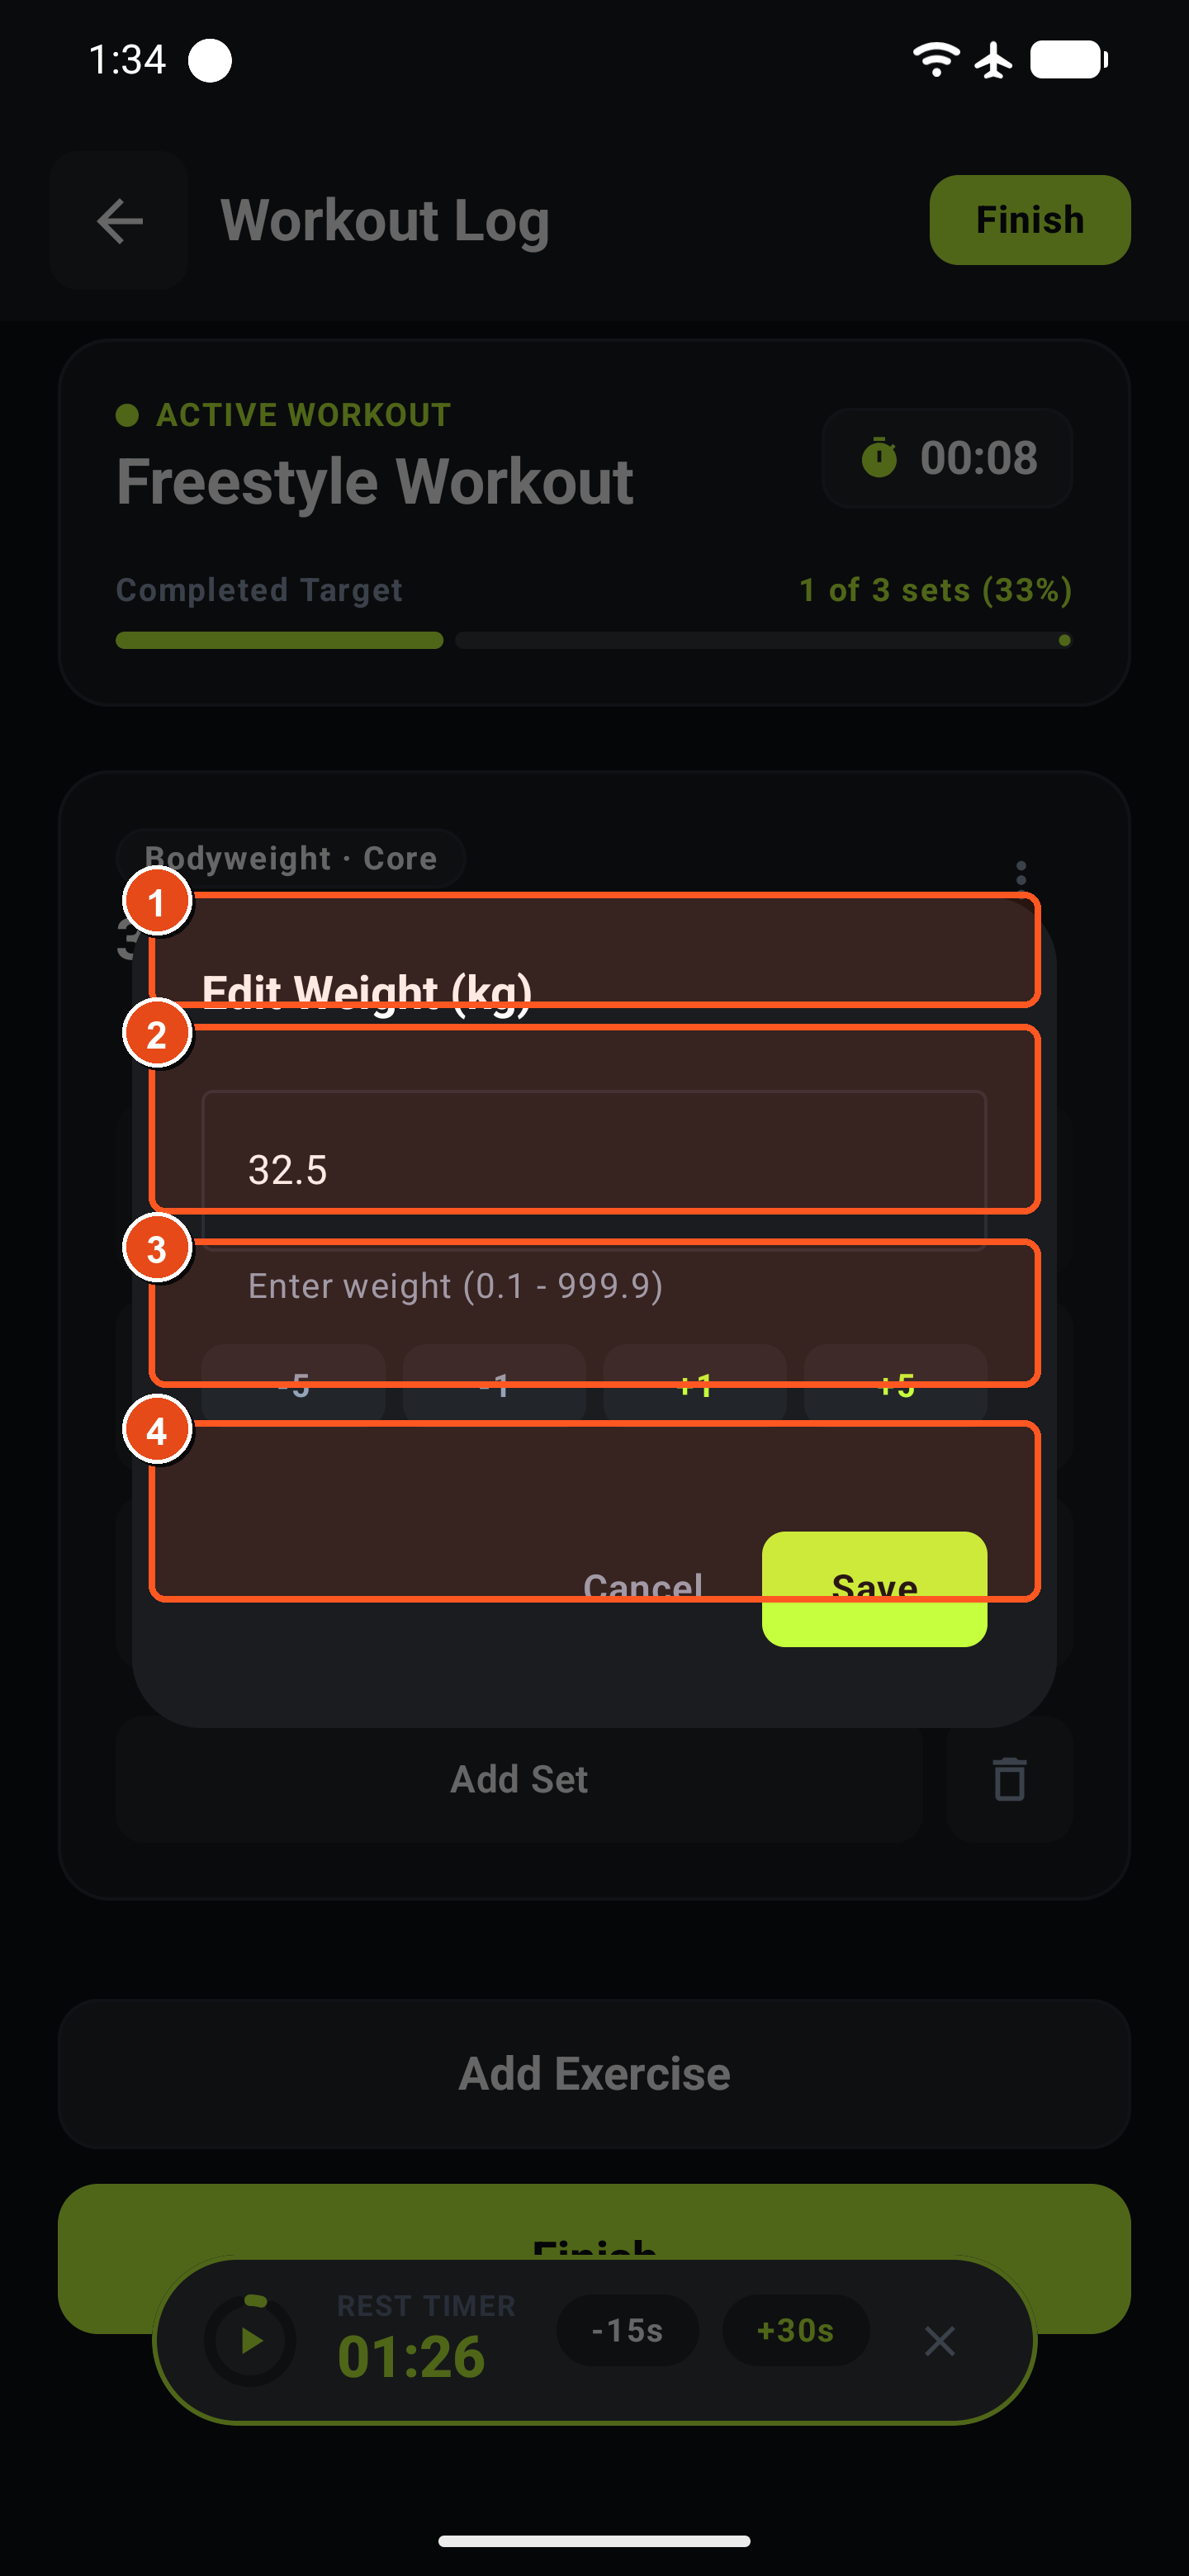 1:34
Workout Log
Finish
ACTIVE WORKOUT
Freestyle Workout
00:08
Completed Target
1 of 3 sets (33%)
Bodyweight · Core
1
3
Edit Weight (kg)
2
32.5
3
Enter weight (0.1 - 999.9)
-5 -1 +1 +5
4
Cancel
Save
Add Set
Add Exercise
Finish
REST TIMER
01:26
-15s
+30s